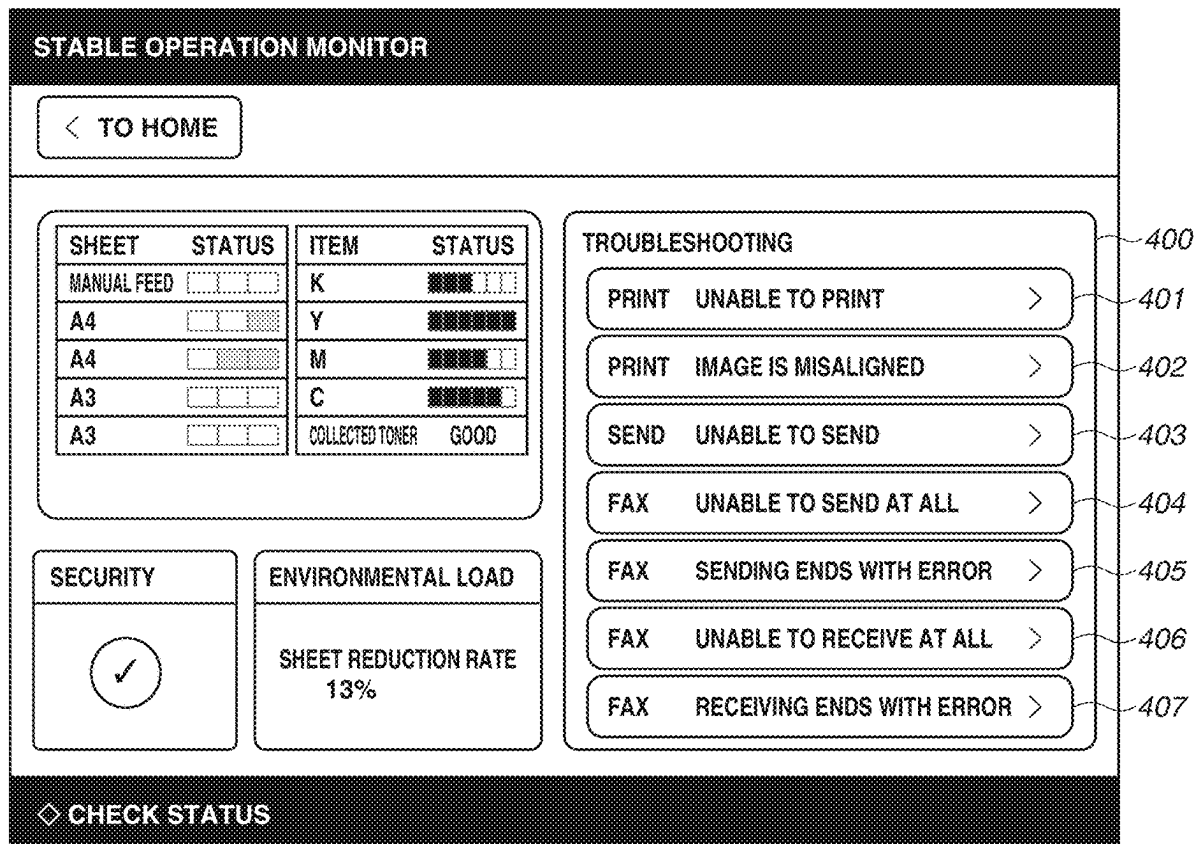 STABLE OPERATION MONITOR
< TO HOME
SHEET STATUS ITEM STATUS
MANUAL FEED K
A4 Y
A4 M
A3 C
A3 COLLECTED TONER GOOD
SECURITY
✓
ENVIRONMENTAL LOAD
SHEET REDUCTION RATE
13%
TROUBLESHOOTING 400
PRINT UNABLE TO PRINT > 401
PRINT IMAGE IS MISALIGNED > 402
SEND UNABLE TO SEND > 403
FAX UNABLE TO SEND AT ALL > 404
FAX SENDING ENDS WITH ERROR > 405
FAX UNABLE TO RECEIVE AT ALL > 406
FAX RECEIVING ENDS WITH ERROR > 407
◇ CHECK STATUS